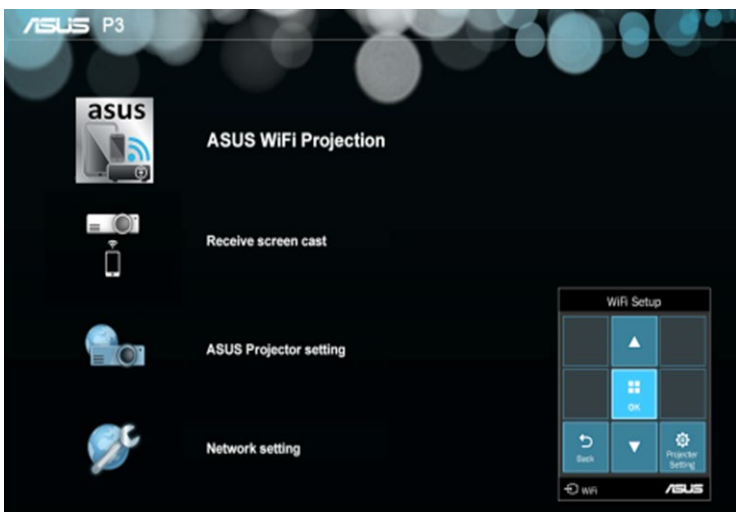 ASUS P3
asus
ASUS WiFi Projection
Receive screen cast
ASUS Projector setting
Network setting
WiFi Setup
OK
Back
Projector
Setting
WiFi
ASUS